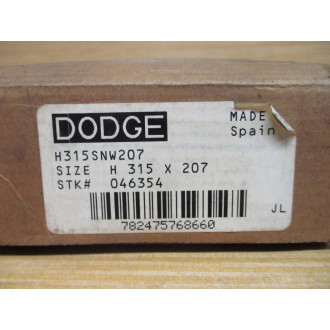 DODGE
MADE
Spain
H315SNW207
SIZE H 315 X 207
STK# 046354
JL
782475768660